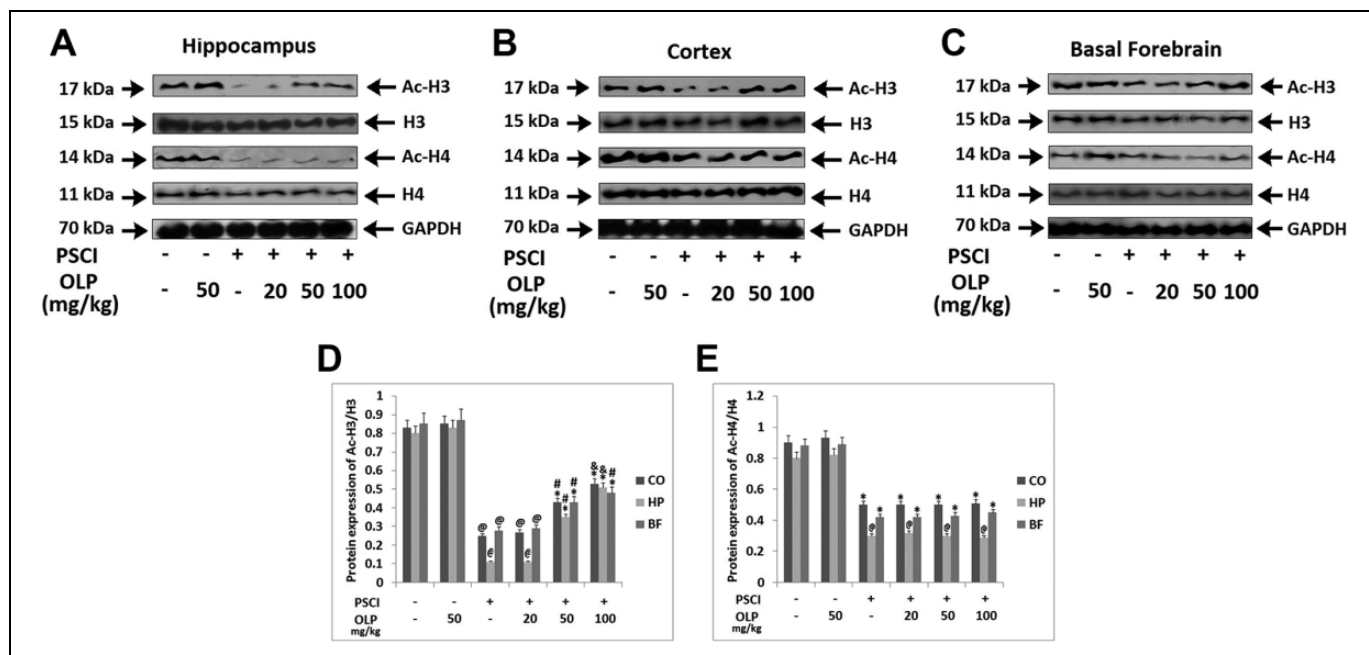 A
Hippocampus
17 kDa Ac-H3
15 kDa H3
14 kDa Ac-H4
11 kDa H4
70 kDa GAPDH
PSCI - - + + + +
OLP - 50 - 20 50 100
(mg/kg)
B
Cortex
17 kDa Ac-H3
15 kDa H3
14 kDa Ac-H4
11 kDa H4
70 kDa GAPDH
PSCI - - + + + +
OLP - 50 - 20 50 100
(mg/kg)
C
Basal Forebrain
17 kDa Ac-H3
15 kDa H3
14 kDa Ac-H4
11 kDa H4
70 kDa GAPDH
PSCI - - + + + +
OLP - 50 - 20 50 100
(mg/kg)
D
Protein expression of Ac-H3/H3
1
0.9
0.8
0.7
0.6
0.5
0.4
0.3
0.2
0.1
0
@ @ @
@ @ @
# * # * # *
& * & * # *
CO
HP
BF
PSCI - - + + + +
OLP - 50 - 20 50 100
mg/kg
E
Protein expression of Ac-H4/H4
1.2
1
0.8
0.6
0.4
0.2
0
* @ *
* @ *
* @ *
* @ *
CO
HP
BF
PSCI - - + + + +
OLP - 50 - 20 50 100
mg/kg